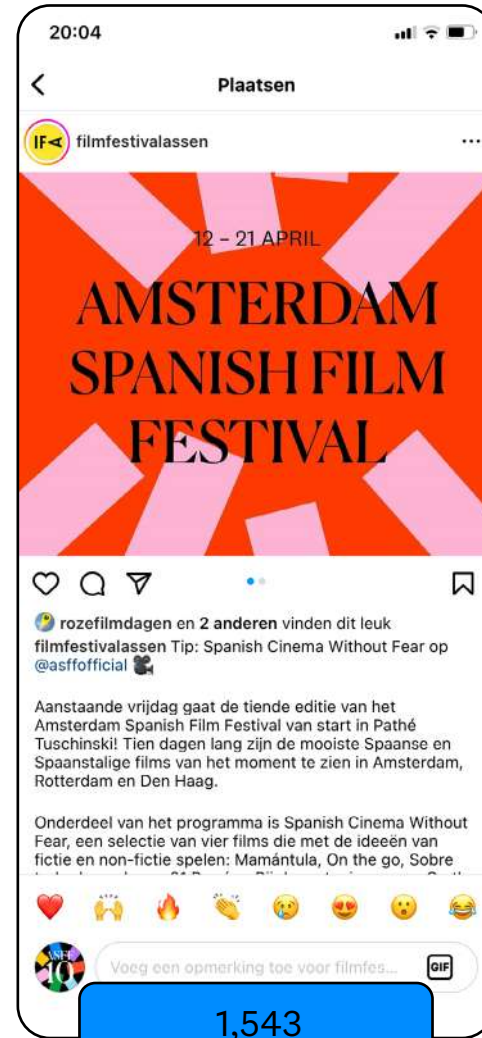 20:04
Plaatsen
IFA
filmfestivalassen
12 – 21 APRIL
AMSTERDAM
SPANISH FILM
FESTIVAL
rozefilmdagen en 2 anderen vinden dit leuk
filmfestivalassen Tip: Spanish Cinema Without Fear op
@asffofficial
Aanstaande vrijdag gaat de tiende editie van het
Amsterdam Spanish Film Festival van start in Pathé
Tuschinski! Tien dagen lang zijn de mooiste Spaanse en
Spaanstalige films van het moment te zien in Amsterdam,
Rotterdam en Den Haag.
Onderdeel van het programma is Spanish Cinema Without
Fear, een selectie van vier films die met de ideeën van
fictie en non-fictie spelen: Mamántula, On the go, Sobre
ASFF
10
Voeg een opmerking toe voor filmfes...
GIF
1,543